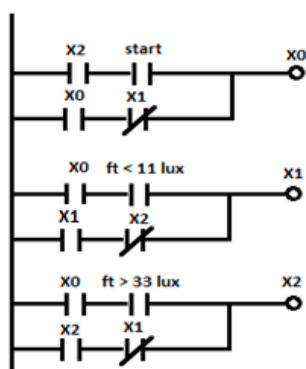 X2 start X0
X0 X1
X0 ft < 11 lux X1
X1 X2
X0 ft > 33 lux X2
X2 X1